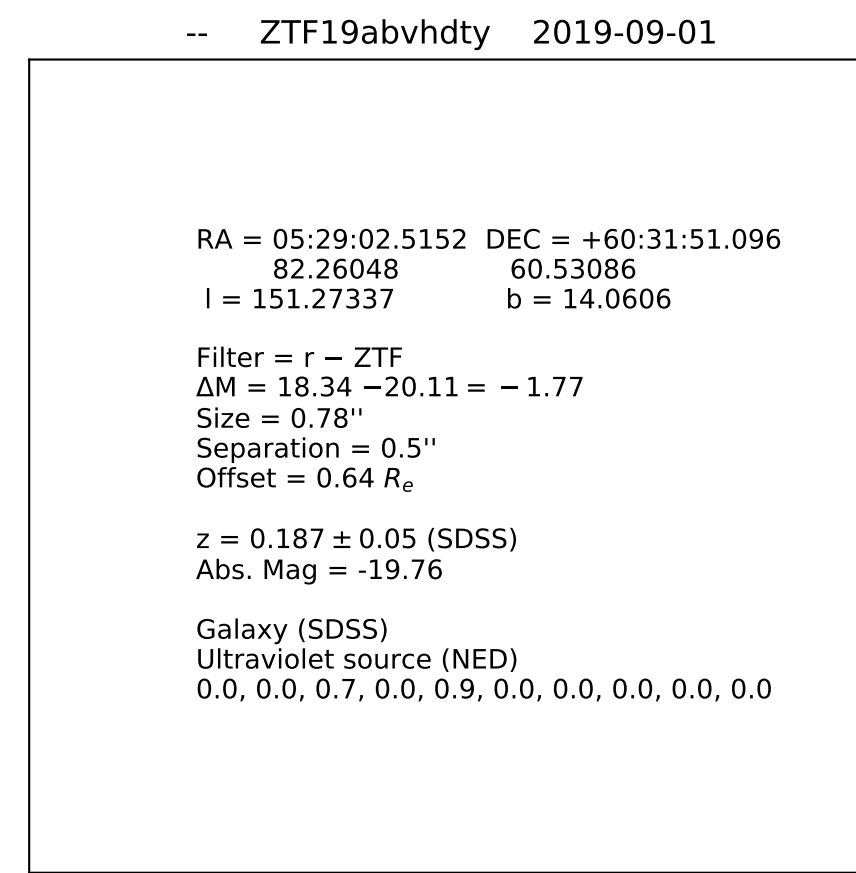 -- ZTF19abvhdty 2019-09-01
RA = 05:29:02.5152 DEC = +60:31:51.096
82.26048 60.53086
l = 151.27337 b = 14.0606
Filter = r − ZTF
ΔM = 18.34 −20.11 = −1.77
Size = 0.78''
Separation = 0.5''
Offset = 0.64 Rₑ
z = 0.187 ± 0.05 (SDSS)
Abs. Mag = -19.76
Galaxy (SDSS)
Ultraviolet source (NED)
0.0, 0.0, 0.7, 0.0, 0.9, 0.0, 0.0, 0.0, 0.0, 0.0